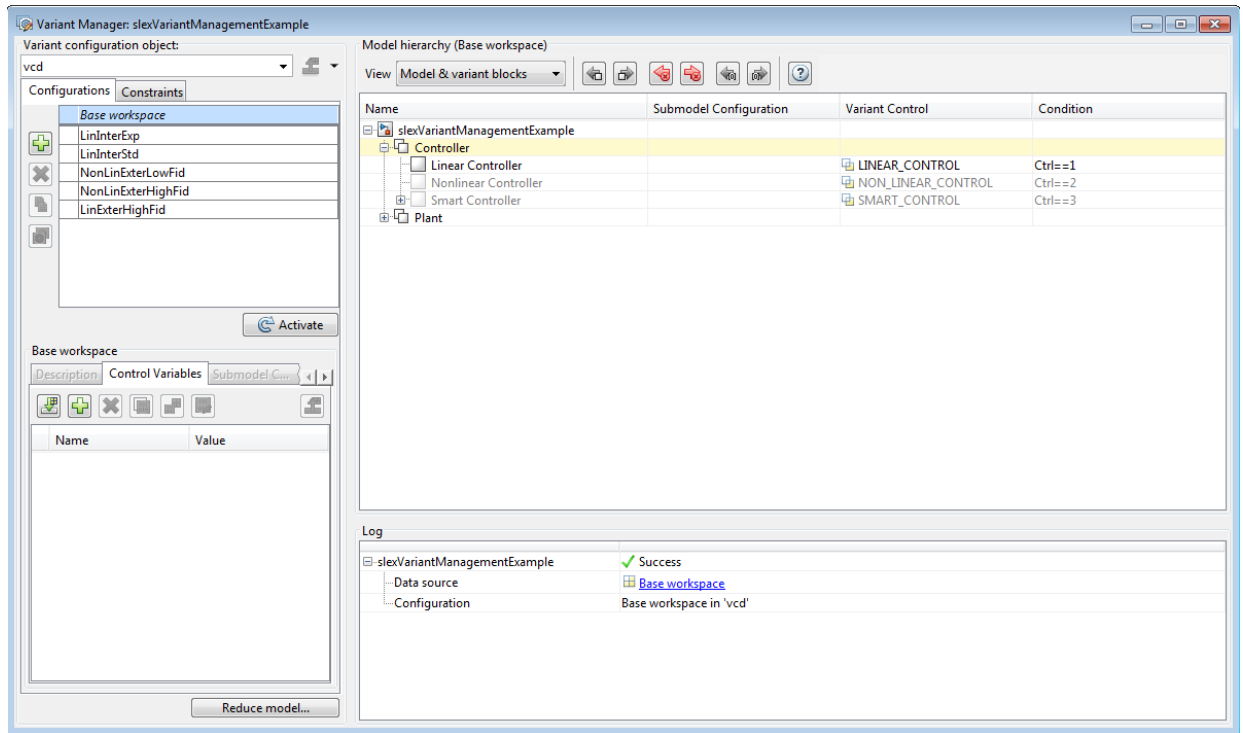 Variant Manager: slexVariantManagementExample
Variant configuration object:
vcd
Configurations Constraints
Base workspace
LinInterExp
LinInterStd
NonLinExterLowFid
NonLinExterHighFid
LinExterHighFid
Activate
Base workspace
Description Control Variables Submodel C...
Name Value
Reduce model...
Model hierarchy (Base workspace)
View Model & variant blocks
Name Submodel Configuration Variant Control Condition
slexVariantManagementExample
Controller
Linear Controller LINEAR_CONTROL Ctrl==1
Nonlinear Controller NON_LINEAR_CONTROL Ctrl==2
Smart Controller SMART_CONTROL Ctrl==3
Plant
Log
slexVariantManagementExample Success
Data source Base workspace
Configuration Base workspace in 'vcd'